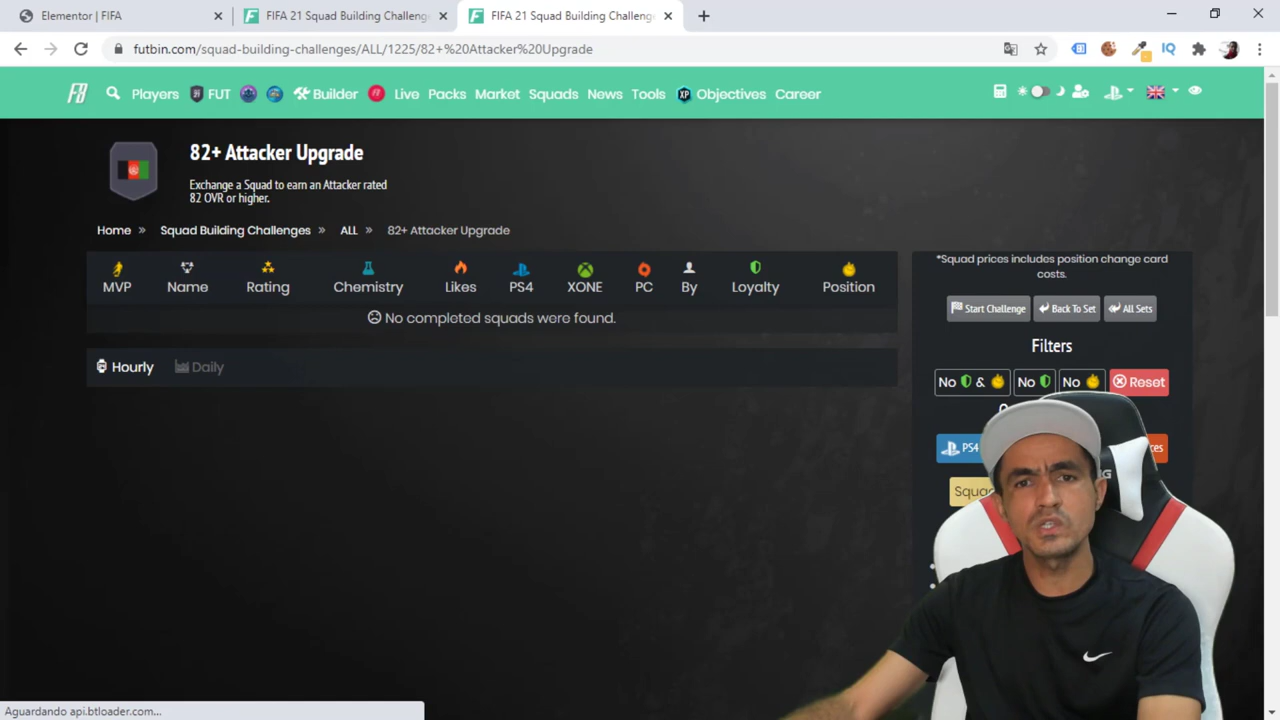 Elementor | FIFA
FIFA 21 Squad Building Challeng
FIFA 21 Squad Building Challeng
futbin.com/squad-building-challenges/ALL/1225/82+%20Attacker%20Upgrade
IQ
F8 Players FUT Builder Live Packs Market Squads News Tools XP Objectives Career
82+ Attacker Upgrade
Exchange a Squad to earn an Attacker rated
82 OVR or higher.
Home » Squad Building Challenges » ALL » 82+ Attacker Upgrade
MVP Name Rating Chemistry Likes PS4 XONE PC By Loyalty Position
No completed squads were found.
Hourly Daily
*Squad prices includes position change card
costs.
Start Challenge Back To Set All Sets
Filters
No & No No Reset
PS4
Aguardando api.btloader.com...